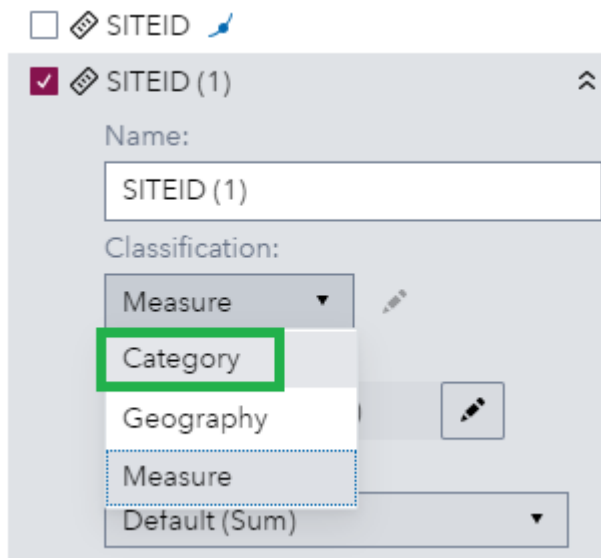 SITEID
SITEID (1)
Name:
SITEID (1)
Classification:
Measure
Category
Geography
)
Measure
Default (Sum)